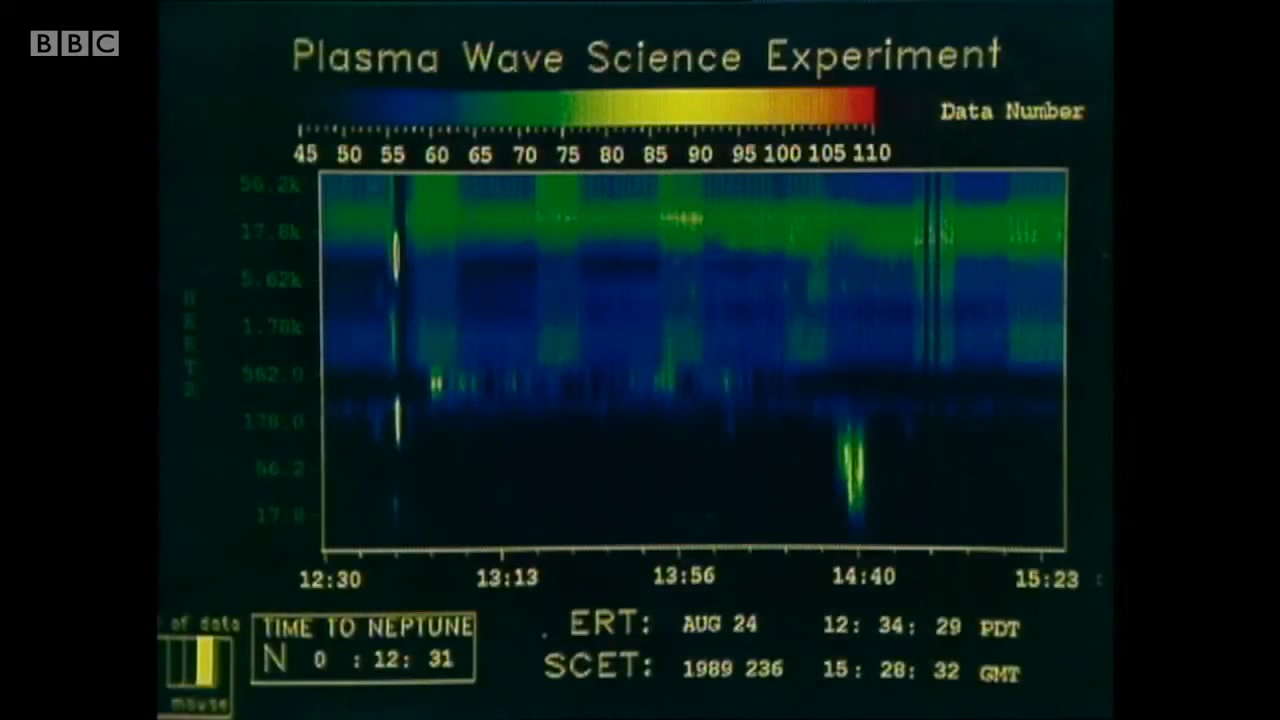 BBC
Plasma Wave Science Experiment
Data Number
45 50 55 60 65 70 75 80 85 90 95 100 105 110
56.2k
17.8k
5.62k
1.78k
562.0
178.0
56.2
17.8
HERTZ
12:30 13:13 13:56 14:40 15:23
of data
mouse
TIME TO NEPTUNE
N 0 : 12: 31
ERT: AUG 24 12: 34: 29 PDT
SCET: 1989 236 15: 28: 32 GMT